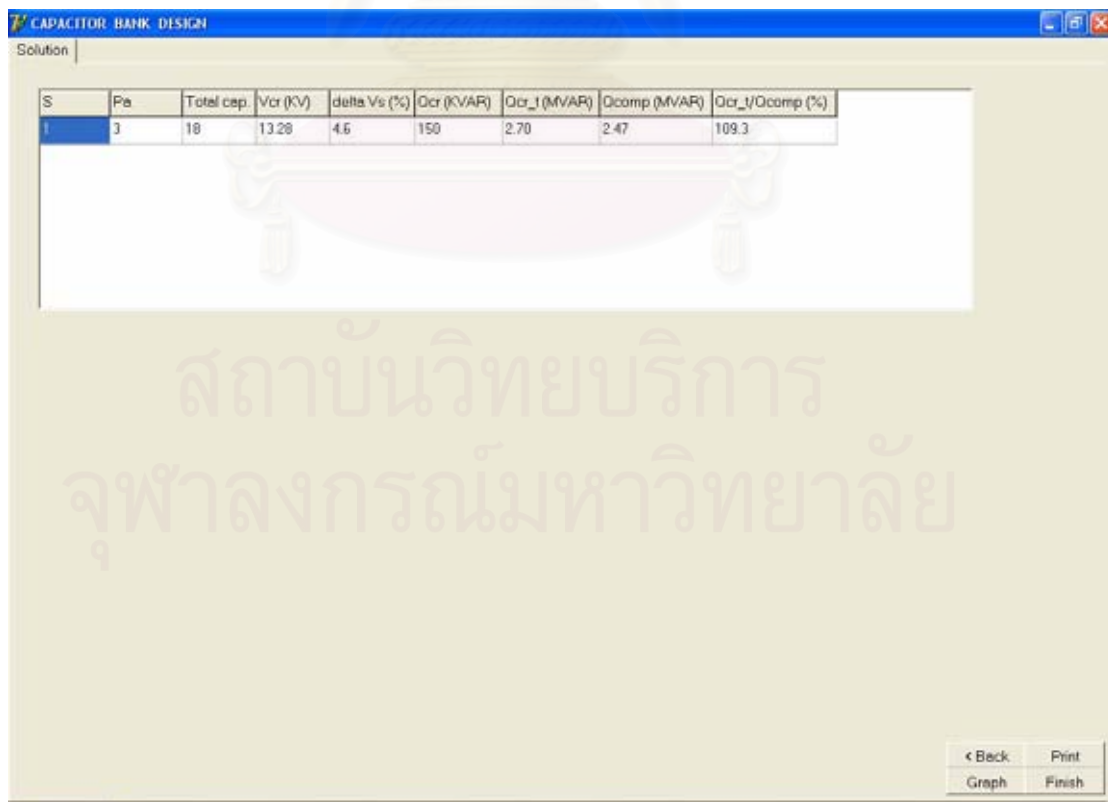 CAPACITOR BANK DESIGN
Solution
S Pa Total cap. Vcr (KV) delta Vs (%) Qcr (KVAR) Qcr_t (MVAR) Qcomp (MVAR) Qcr_t/Qcomp (%)
1 3 18 13.28 4.6 150 2.70 2.47 109.3
สถาบันวิทยบริการ
จุฬาลงกรณ์มหาวิทยาลัย
< Back Print
Graph Finish